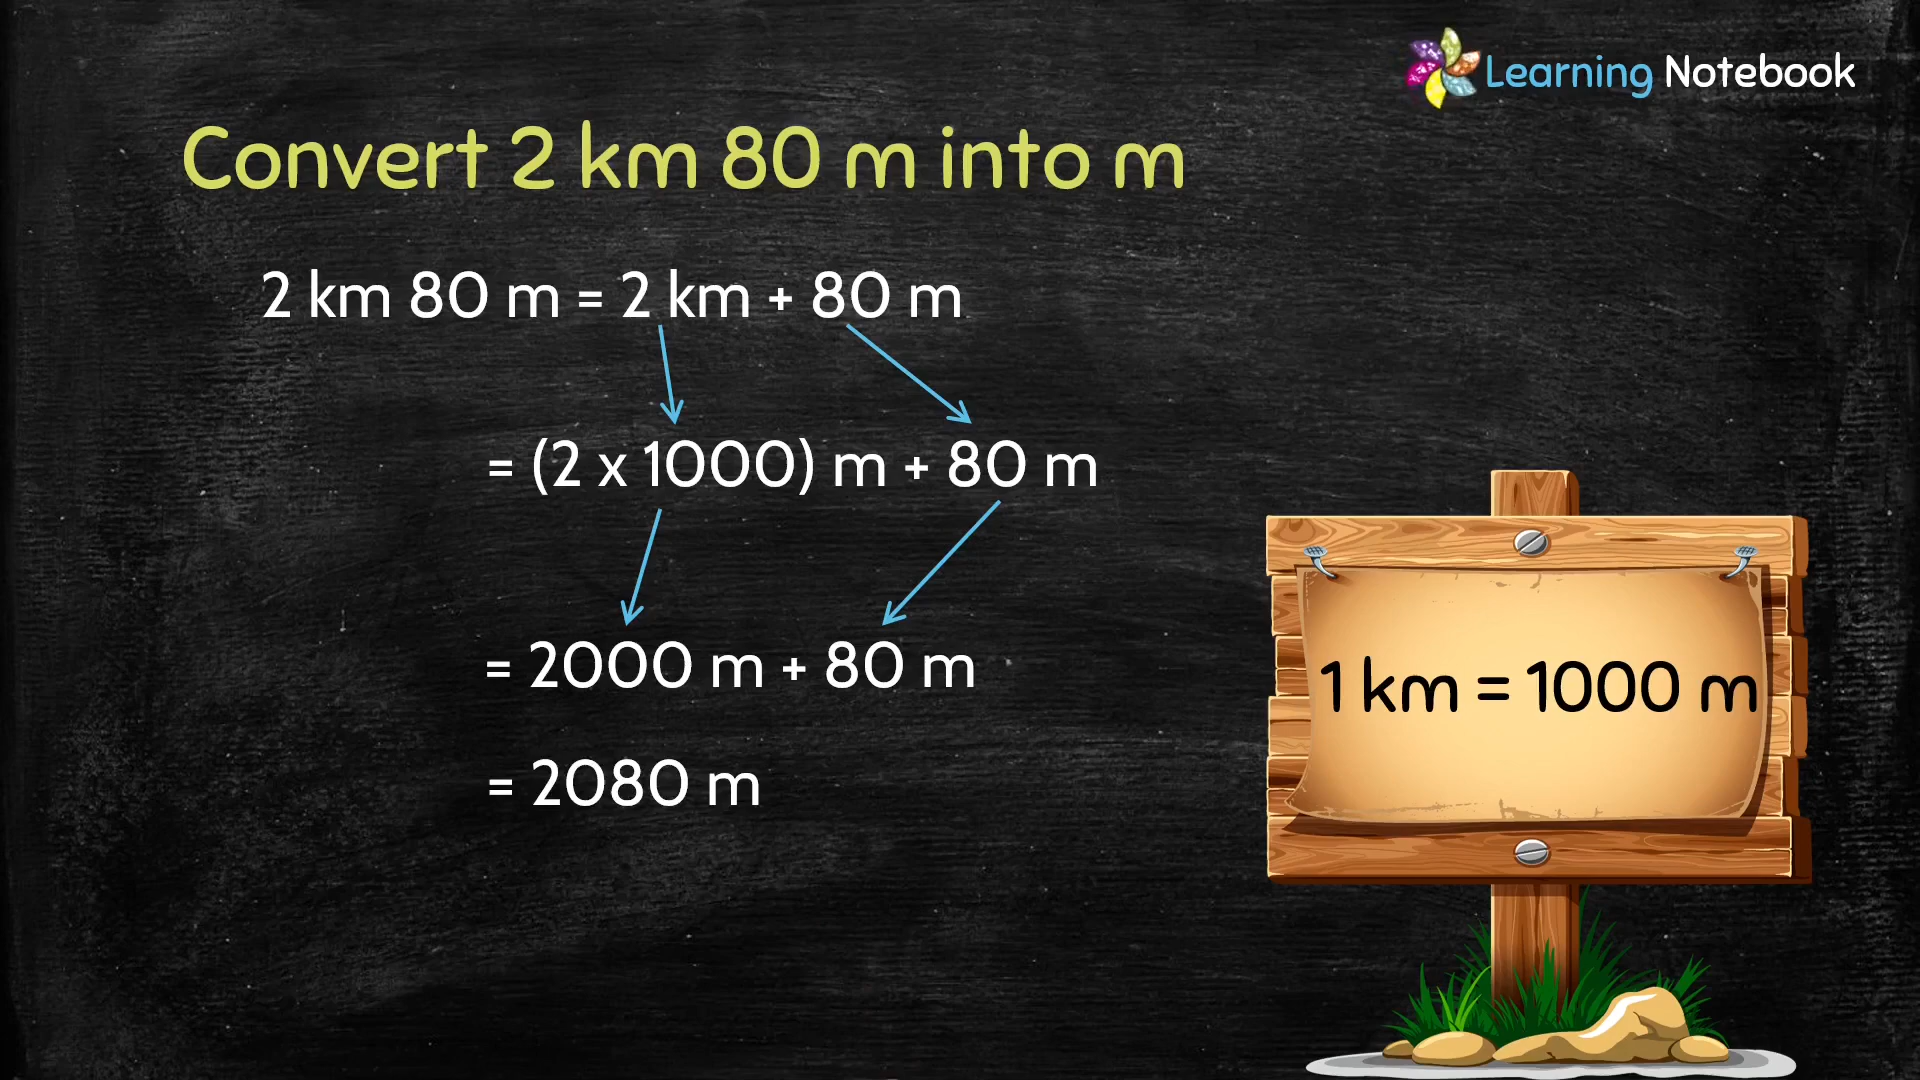 Learning Notebook
Convert 2 km 80 m into m
2 km 80 m = 2 km + 80 m
= (2 x 1000) m + 80 m
= 2000 m + 80 m
= 2080 m
1 km = 1000 m